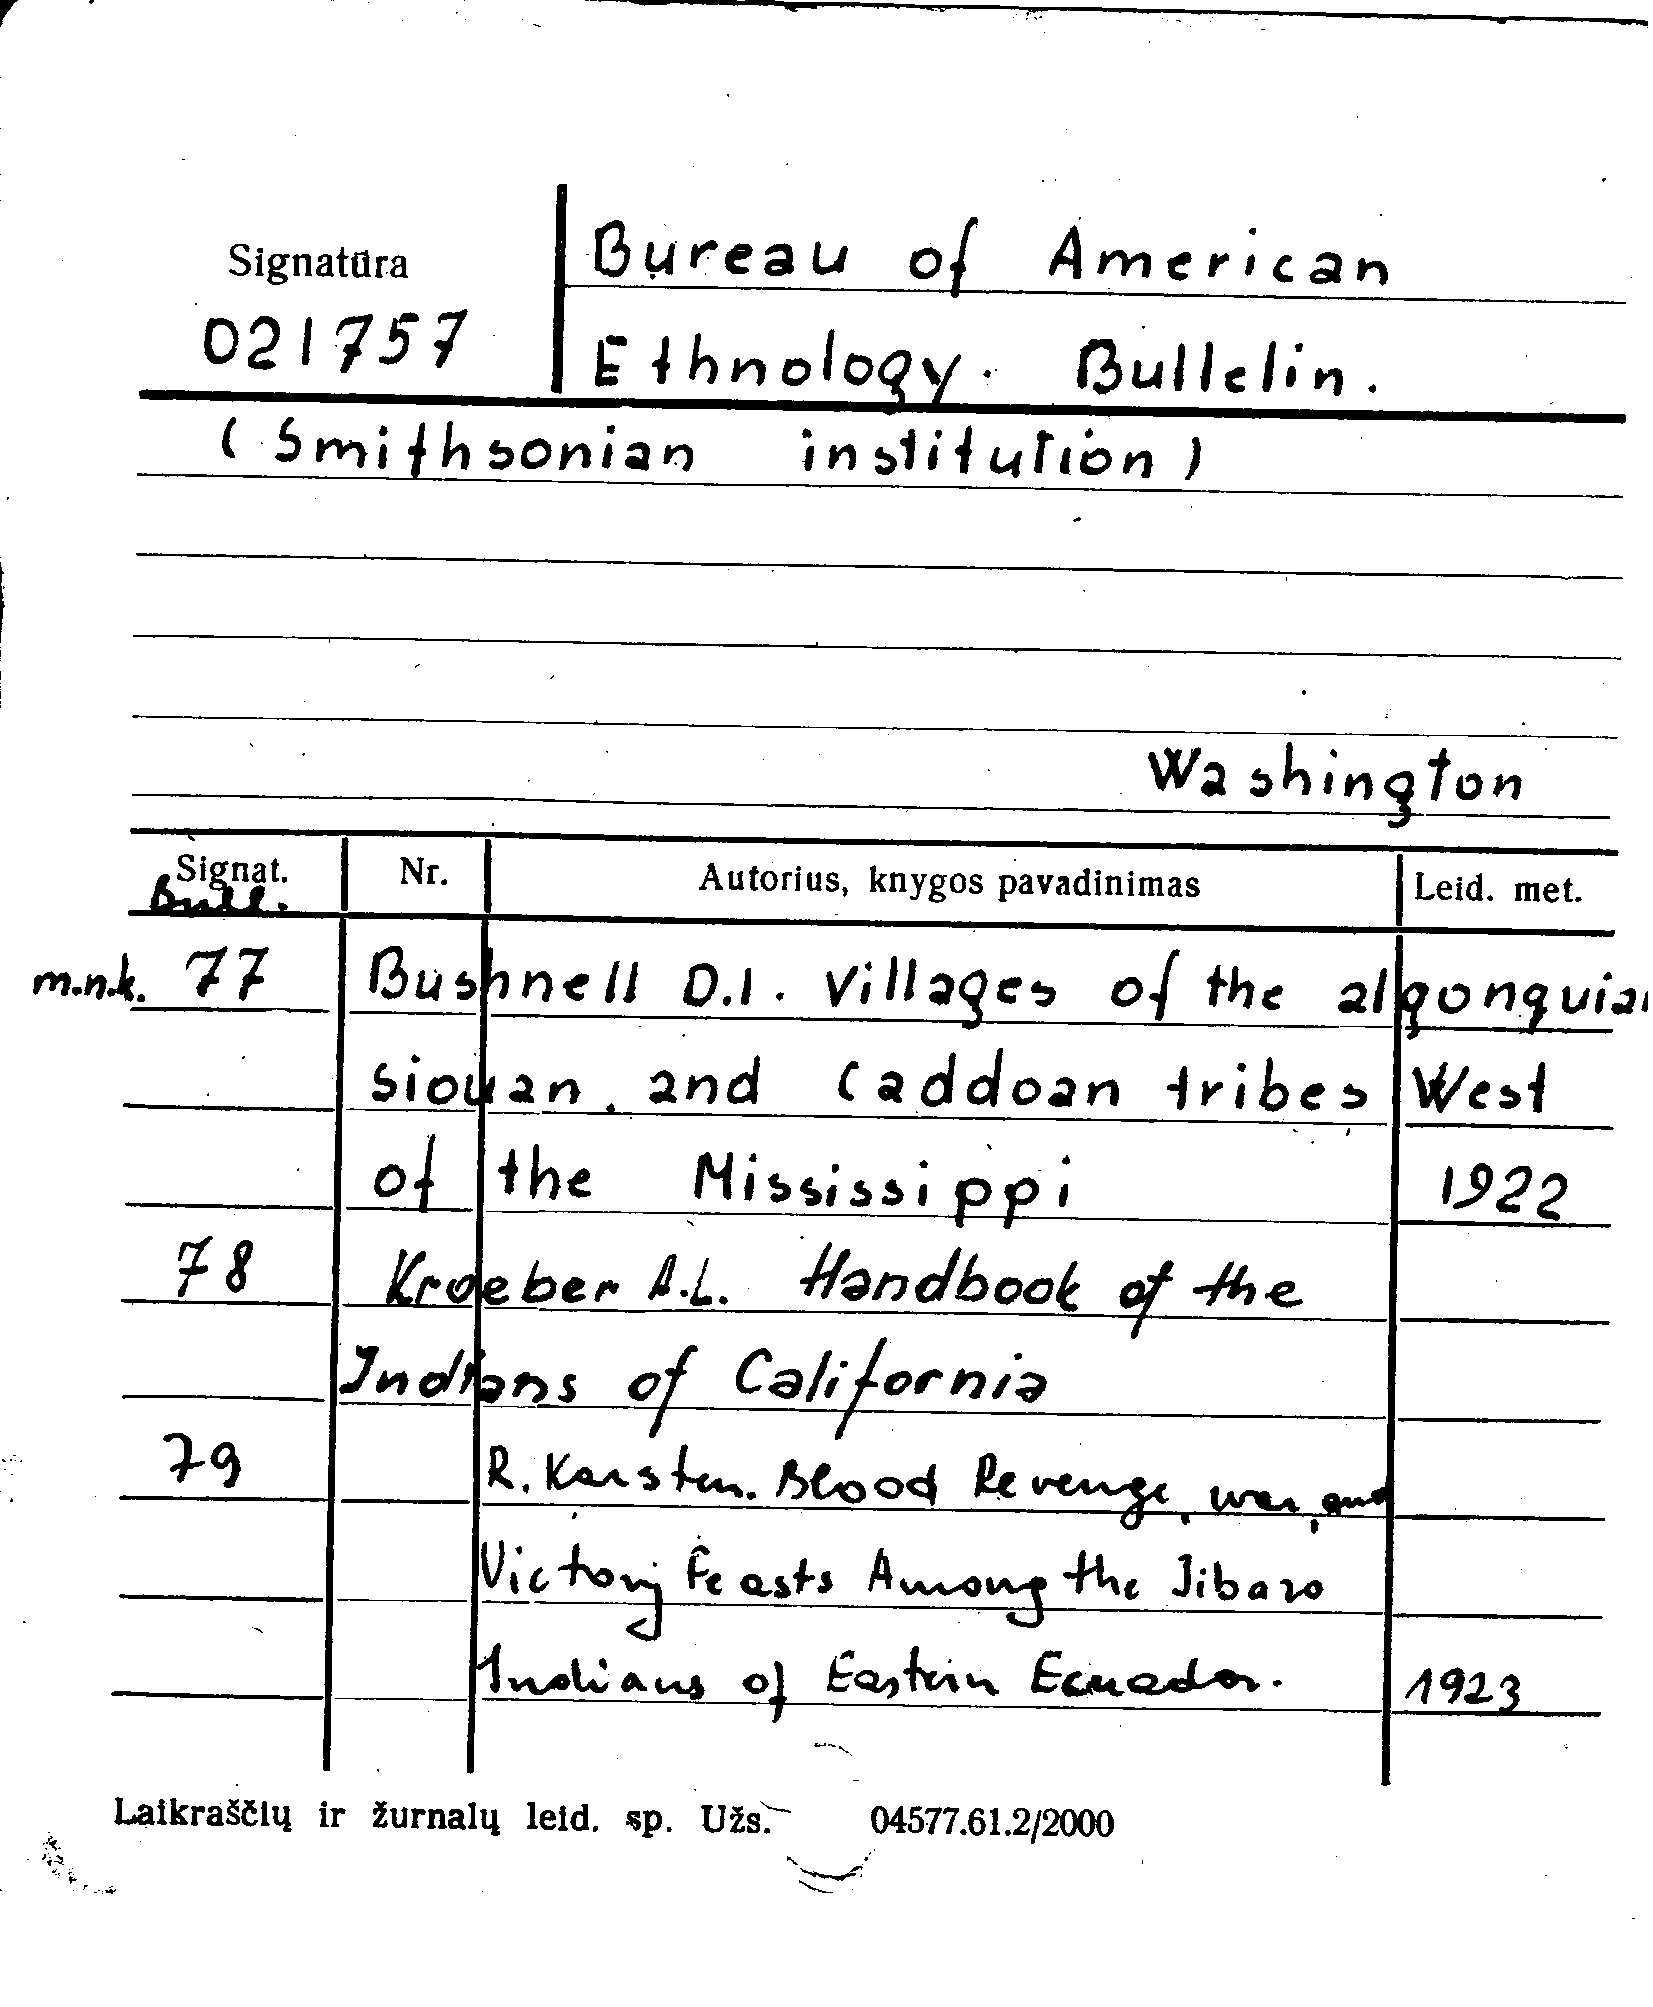 Signatūra
021757
Bureau of American
Ethnology. Bulletin.
(Smithsonian institution)
Washington
Signat. Nr. Autorius, knygos pavadinimas Leid. met.
Bull.
m.n.k. 77 Bushnell D.I. Villages of the algonquian
siouan and Caddoan tribes West
of the Mississippi 1922
78 Kroeber A.L. Handbook of the
Indians of California
79 R. Karsten. Blood Revenge, war, and
Victory Feasts Among the Jibaro
Indians of Eastern Ecuador. 1923
Laikraščių ir žurnalų leid. sp. Užs. 04577.61.2/2000